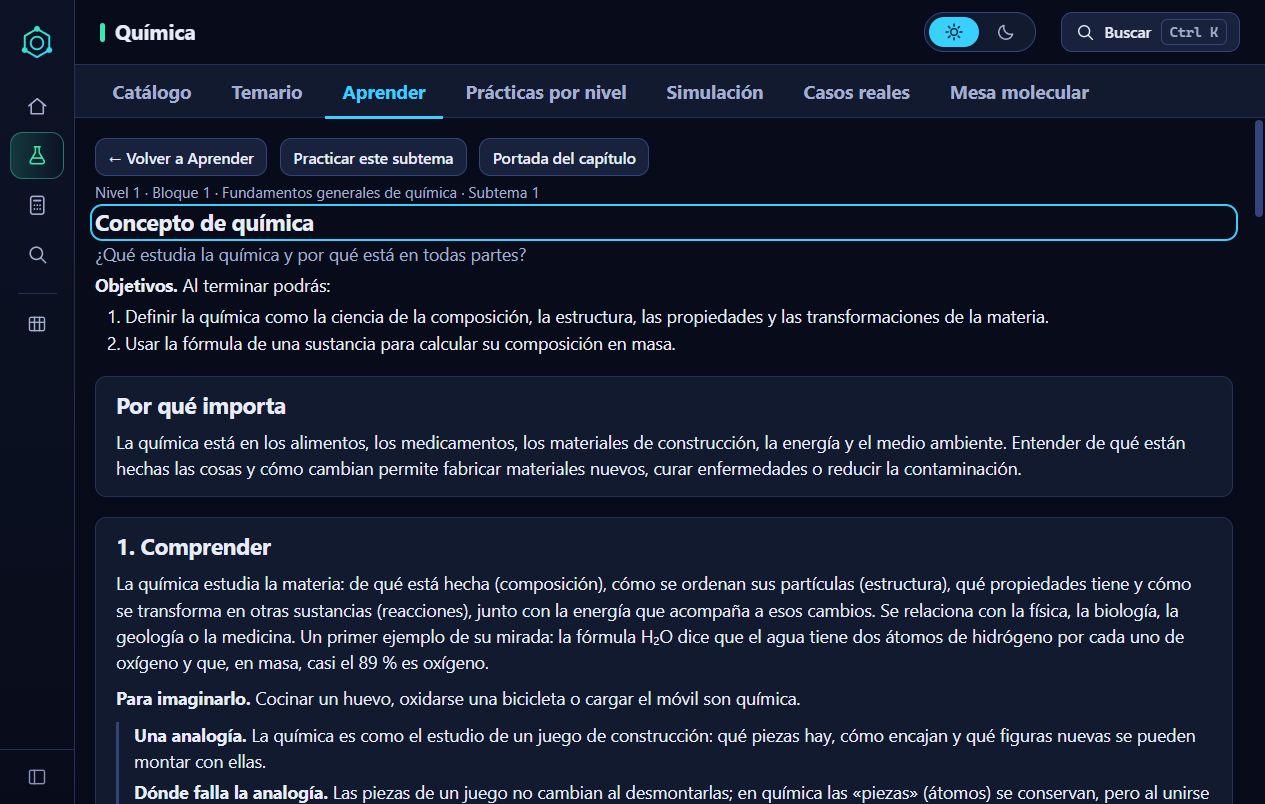 Química
Buscar Ctrl K
Catálogo Temario Aprender Prácticas por nivel Simulación Casos reales Mesa molecular
← Volver a Aprender Practicar este subtema Portada del capítulo
Nivel 1 · Bloque 1 · Fundamentos generales de química · Subtema 1
Concepto de química
¿Qué estudia la química y por qué está en todas partes?
Objetivos. Al terminar podrás:
1. Definir la química como la ciencia de la composición, la estructura, las propiedades y las transformaciones de la materia.
2. Usar la fórmula de una sustancia para calcular su composición en masa.
Por qué importa
La química está en los alimentos, los medicamentos, los materiales de construcción, la energía y el medio ambiente. Entender de qué están
hechas las cosas y cómo cambian permite fabricar materiales nuevos, curar enfermedades o reducir la contaminación.
1. Comprender
La química estudia la materia: de qué está hecha (composición), cómo se ordenan sus partículas (estructura), qué propiedades tiene y cómo
se transforma en otras sustancias (reacciones), junto con la energía que acompaña a esos cambios. Se relaciona con la física, la biología, la
geología o la medicina. Un primer ejemplo de su mirada: la fórmula H₂O dice que el agua tiene dos átomos de hidrógeno por cada uno de
oxígeno y que, en masa, casi el 89 % es oxígeno.
Para imaginarlo. Cocinar un huevo, oxidarse una bicicleta o cargar el móvil son química.
Una analogía. La química es como el estudio de un juego de construcción: qué piezas hay, cómo encajan y qué figuras nuevas se pueden
montar con ellas.
Dónde falla la analogía. Las piezas de un juego no cambian al desmontarlas; en química las «piezas» (átomos) se conservan, pero al unirse